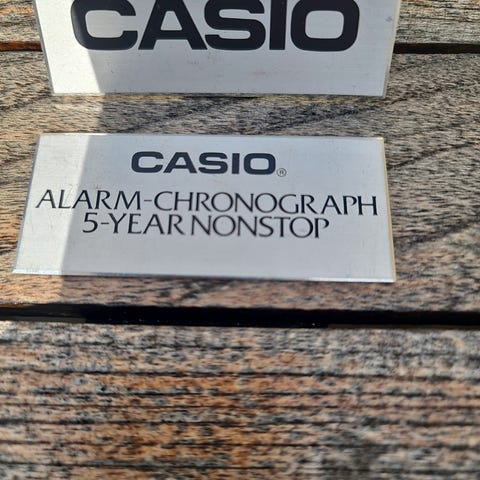 CASIO
CASIO®
ALARM-CHRONOGRAPH
5-YEAR NONSTOP